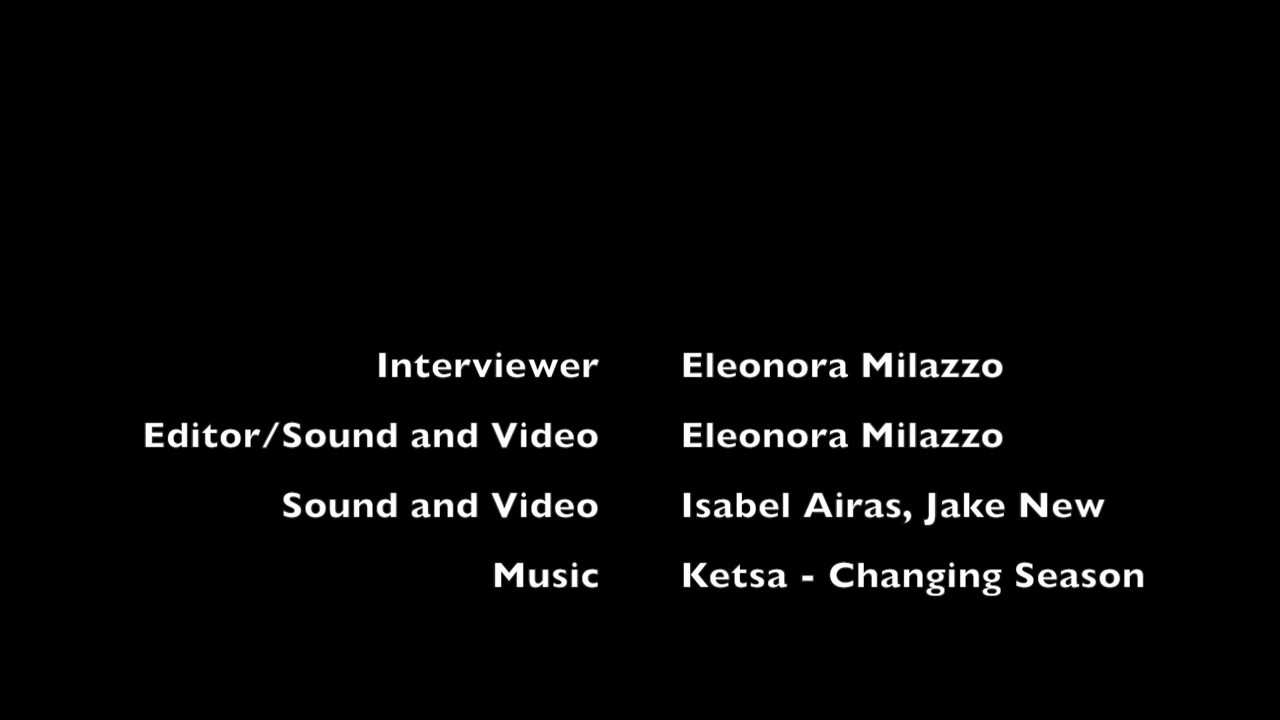 Interviewer Eleonora Milazzo
Editor/Sound and Video Eleonora Milazzo
Sound and Video Isabel Airas, Jake New
Music Ketsa - Changing Season